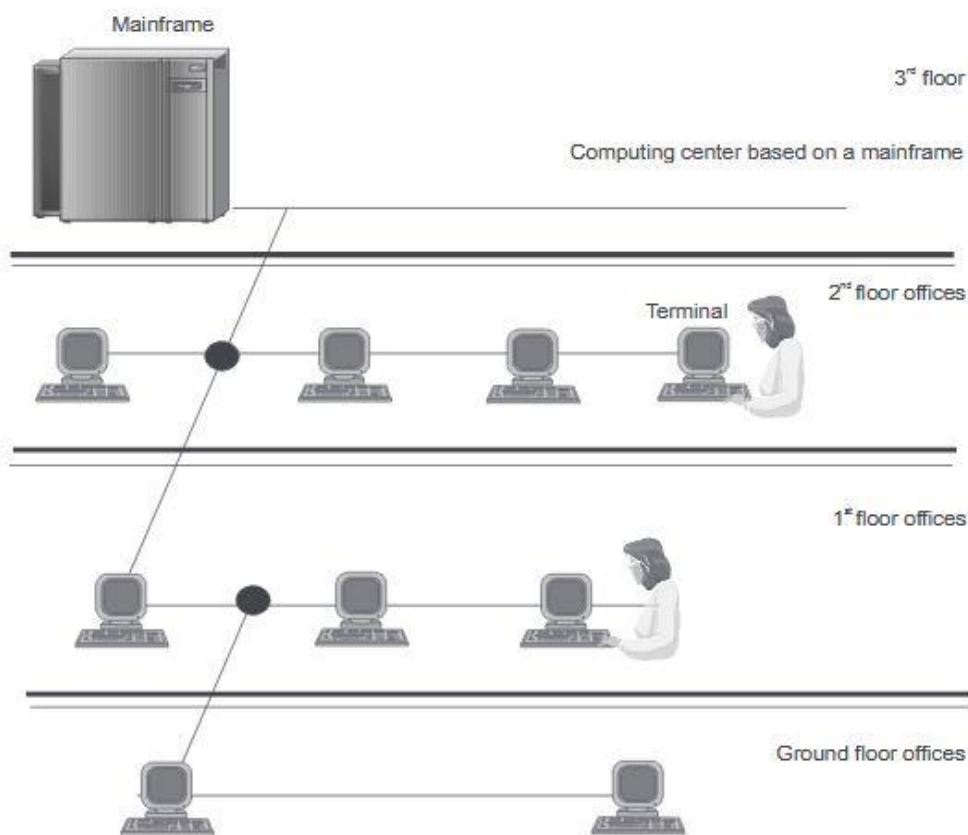 Mainframe
3rd floor
Computing center based on a mainframe
2nd floor offices
Terminal
1st floor offices
Ground floor offices